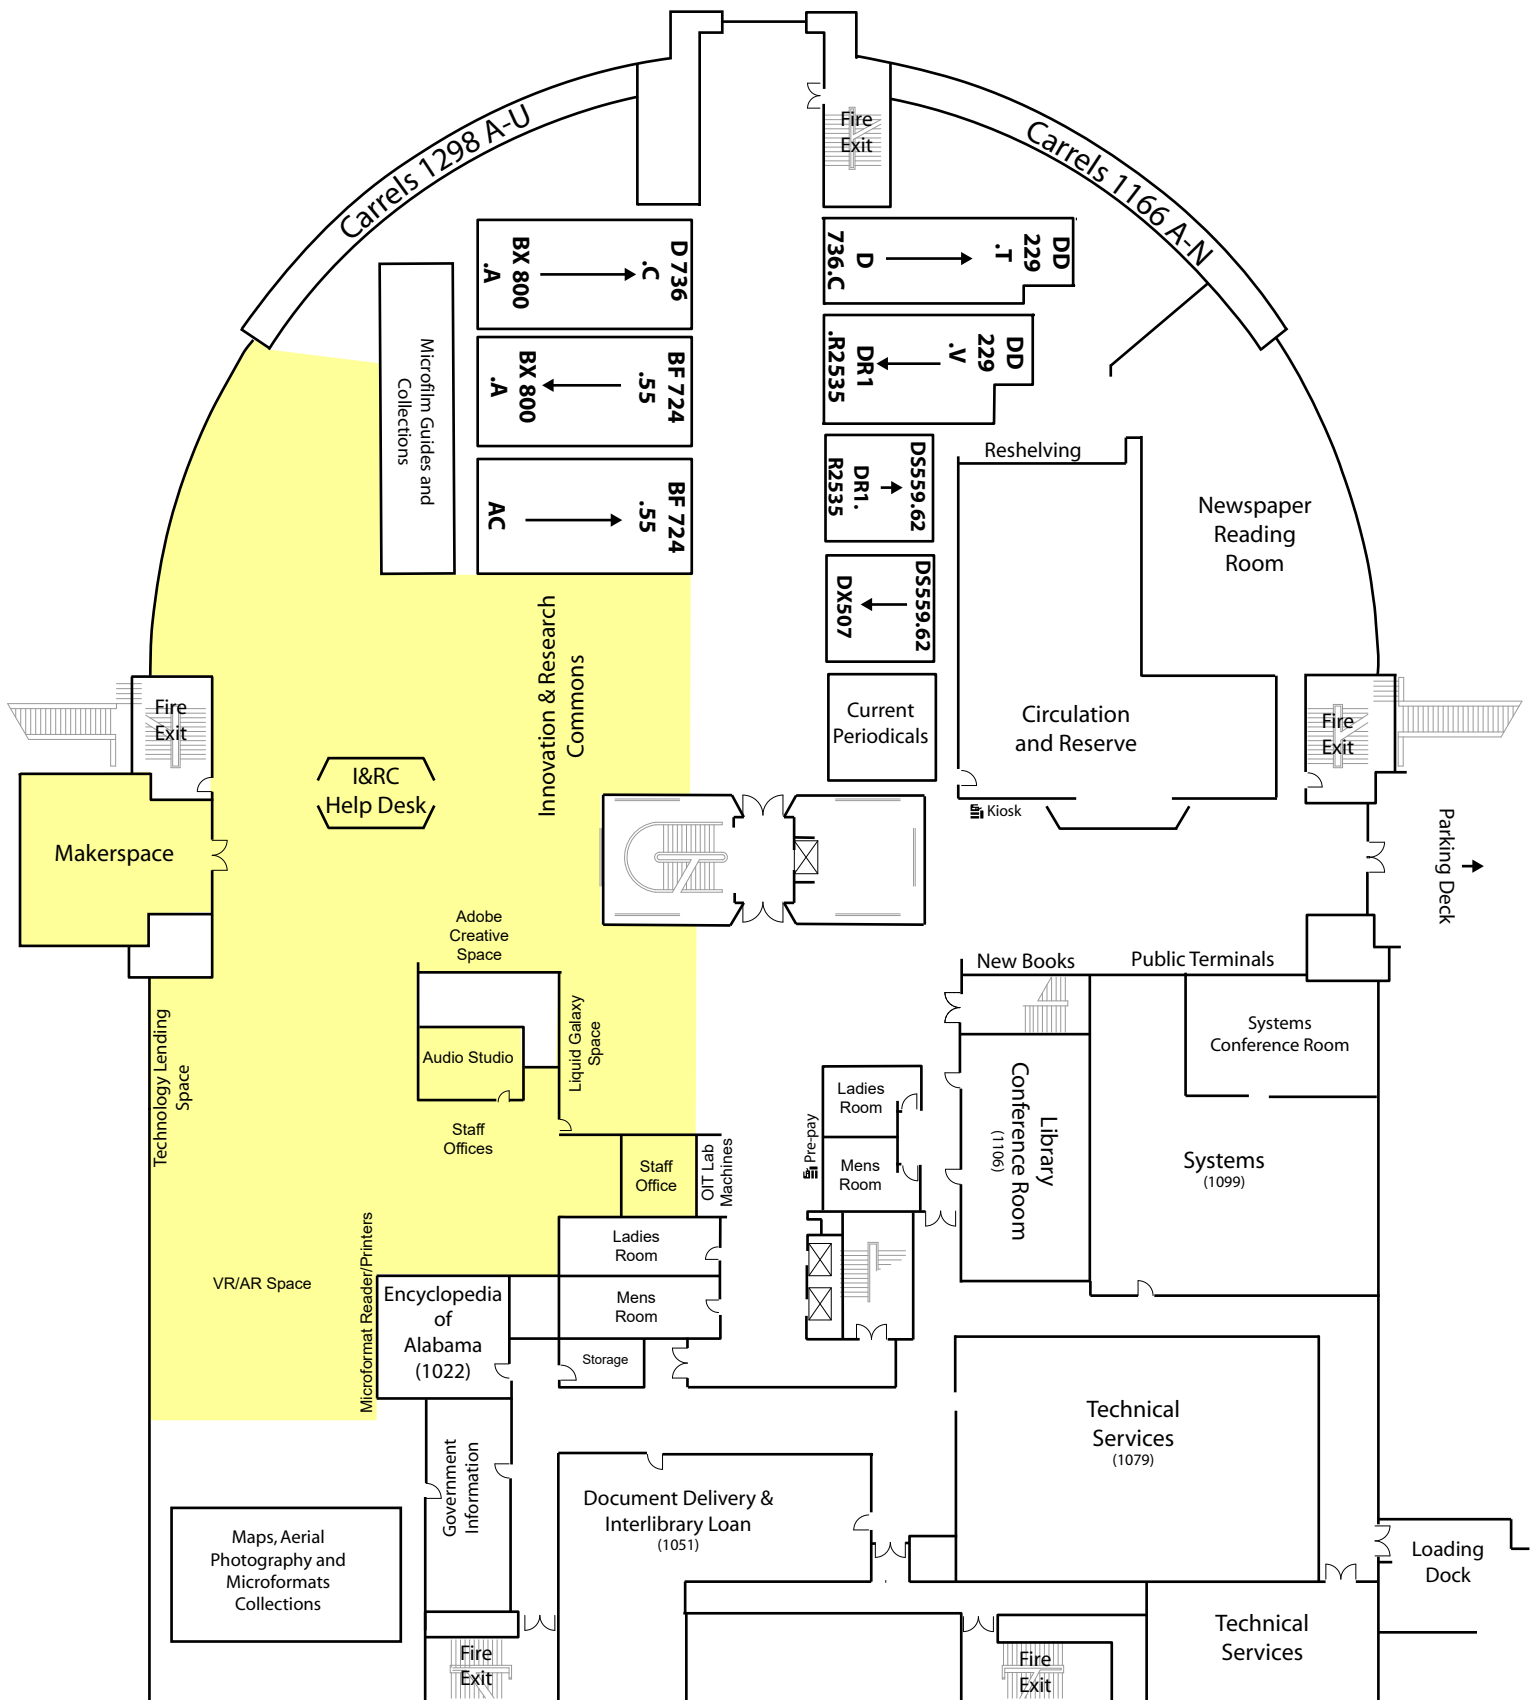 Carrels 1298 A-U
Fire
Exit
Carrels 1166 A-N
BX 800
.A
D 736
.C
D
736.C
DD
229
.T
Microfilm Guides and
Collections
BX 800
.A
BF 724
.55
DR1
.R2535
DD
229
.V
AC
BF 724
.55
DR1.
R2535
DS559.62
Reshelving
Newspaper
Reading
Room
DX507
DS559.62
Innovation & Research
Commons
Fire
Exit
Current
Periodicals
Circulation
and Reserve
Fire
Exit
I&RC
Help Desk
Kiosk
Makerspace
Parking Deck
Adobe
Creative
Space
New Books
Public Terminals
Technology Lending
Space
Audio Studio
Liquid Galaxy
Space
Systems
Conference Room
Staff
Offices
Ladies
Room
Pre-pay
Mens
Room
Library
Conference Room
(1106)
Systems
(1099)
Staff
Office
OIT Lab
Machines
Ladies
Room
VR/AR Space
Microformat Reader/Printers
Encyclopedia
of
Alabama
(1022)
Mens
Room
Storage
Technical
Services
(1079)
Government
Information
Document Delivery &
Interlibrary Loan
(1051)
Maps, Aerial
Photography and
Microformats
Collections
Loading
Dock
Fire
Exit
Fire
Exit
Technical
Services